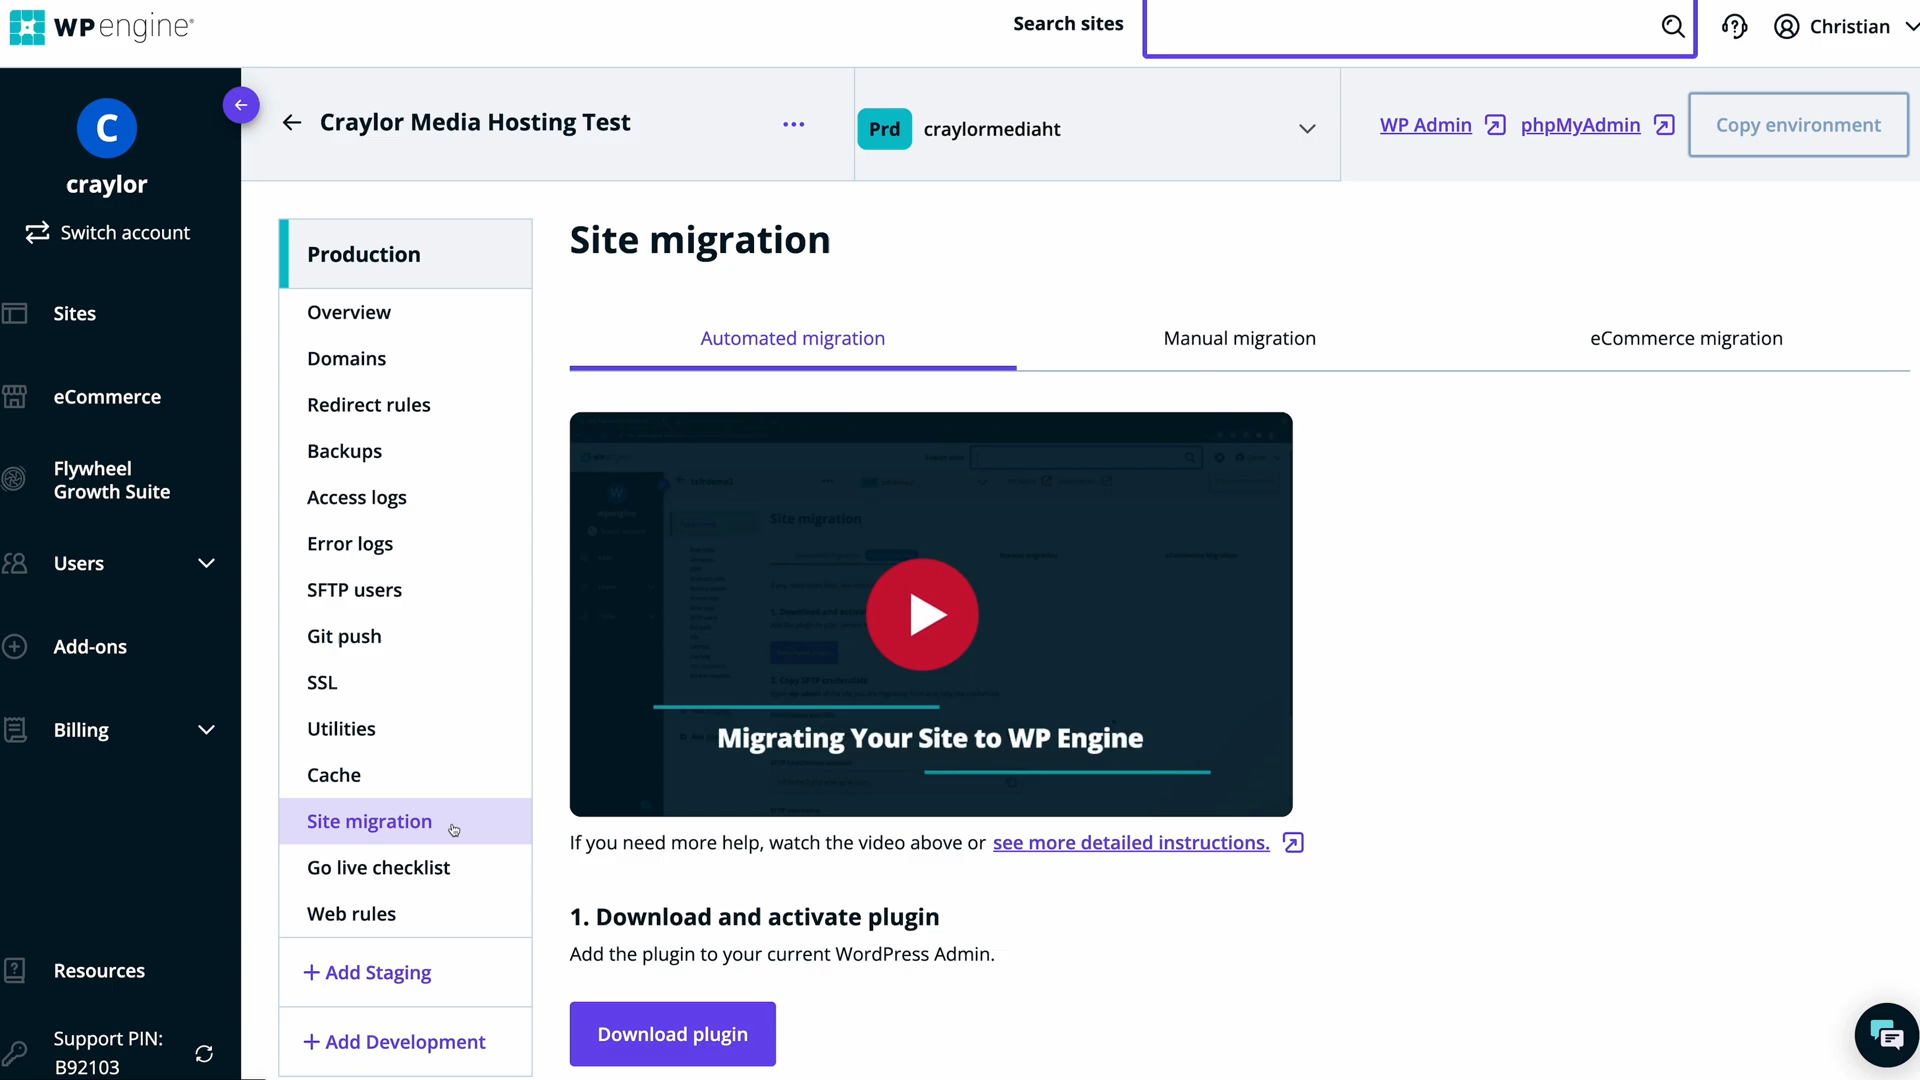 WP engine
Search sites
Christian
C
craylor
Switch account
Sites
eCommerce
Flywheel
Growth Suite
Users
Add-ons
Billing
Resources
Support PIN:
B92103
Craylor Media Hosting Test
Prd craylormediaht
WP Admin
phpMyAdmin
Copy environment
Production
Overview
Domains
Redirect rules
Backups
Access logs
Error logs
SFTP users
Git push
SSL
Utilities
Cache
Site migration
Go live checklist
Web rules
+ Add Staging
+ Add Development
Site migration
Automated migration
Manual migration
eCommerce migration
Site migration
Migrating Your Site to WP Engine
If you need more help, watch the video above or see more detailed instructions.
1. Download and activate plugin
Add the plugin to your current WordPress Admin.
Download plugin